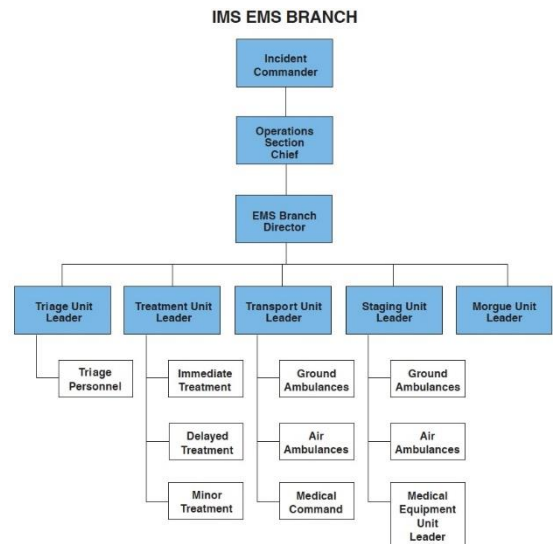 IMS EMS BRANCH
Incident
Commander
Operations
Section
Chief
EMS Branch
Director
Triage Unit
Leader
Treatment Unit
Leader
Transport Unit
Leader
Staging Unit
Leader
Morgue Unit
Leader
Triage
Personnel
Immediate
Treatment
Delayed
Treatment
Minor
Treatment
Ground
Ambulances
Air
Ambulances
Medical
Command
Ground
Ambulances
Air
Ambulances
Medical
Equipment
Unit
Leader